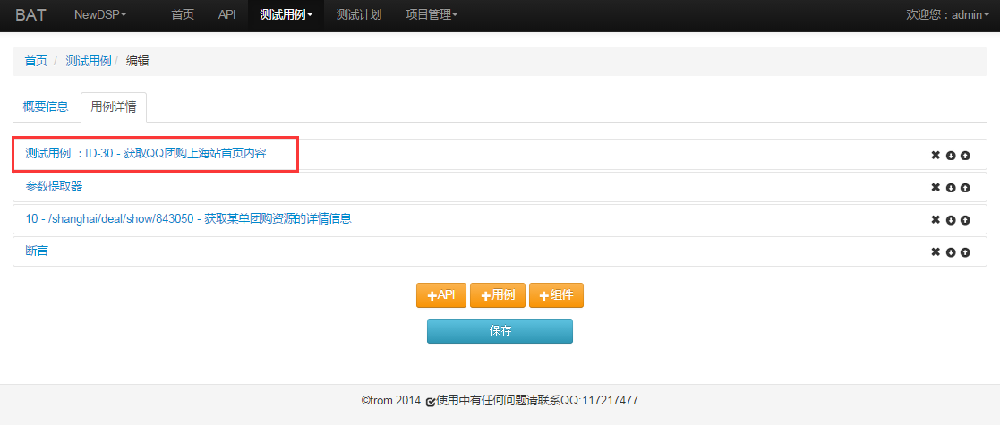 BAT NewDSP 首页 API 测试用例 测试计划 项目管理 欢迎您：admin
首页 / 测试用例 / 编辑
概要信息 用例详情
测试用例 ：ID-30 - 获取QQ团购上海站首页内容
参数提取器
10 - /shanghai/deal/show/843050 - 获取某单团购资源的详情信息
断言
+API +用例 +组件
保存
©from 2014 使用中有任何问题请联系QQ:117217477